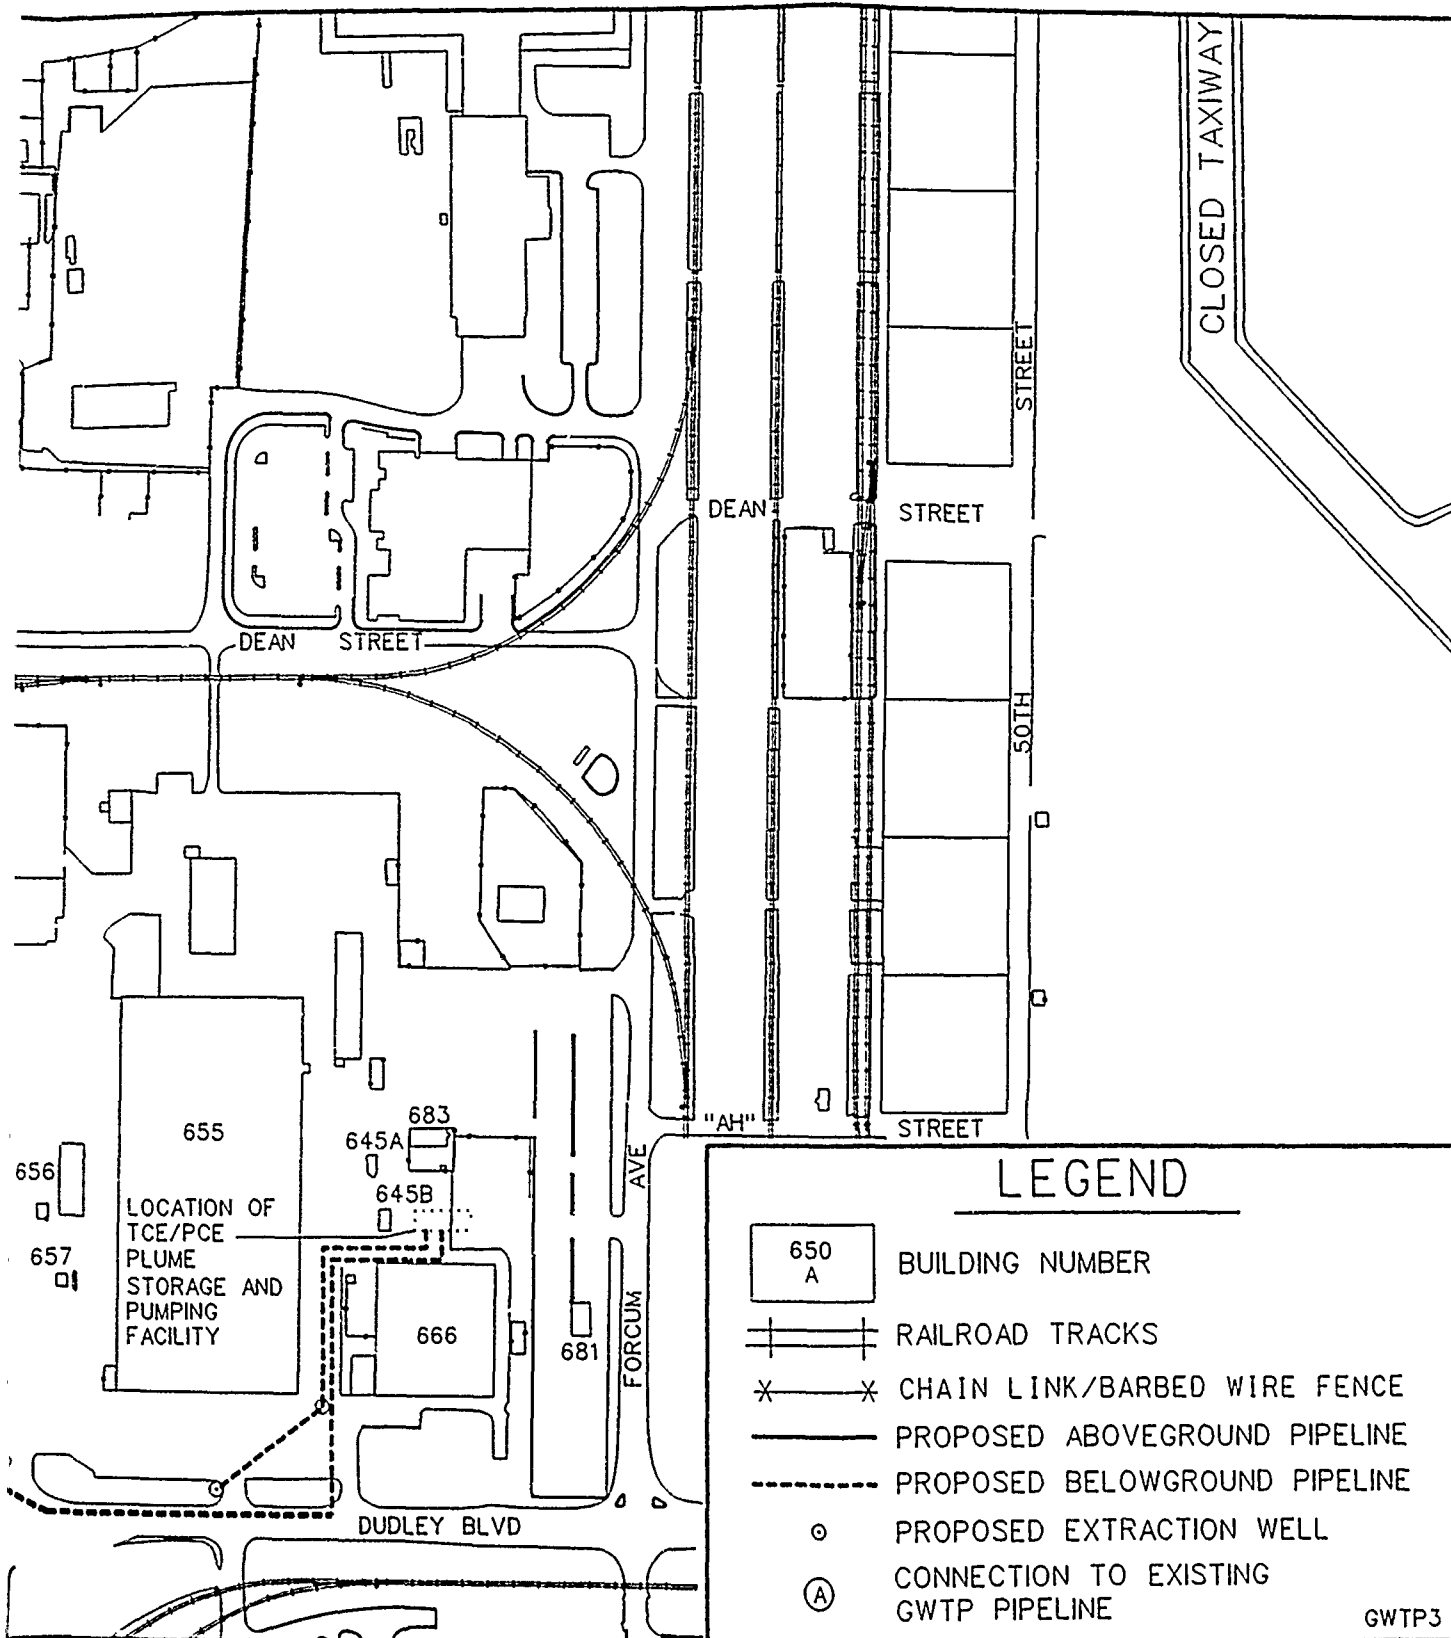 CLOSED TAXIWAY
STREET
DEAN
STREET
DEAN STREET
50TH
"AH"
STREET
683
645A
655
656
645B
LOCATION OF
TCE/PCE
PLUME
STORAGE AND
PUMPING
FACILITY
657
666
681
FORCUM AVE
DUDLEY BLVD
LEGEND
650
A
BUILDING NUMBER
RAILROAD TRACKS
CHAIN LINK/BARBED WIRE FENCE
PROPOSED ABOVEGROUND PIPELINE
PROPOSED BELOWGROUND PIPELINE
PROPOSED EXTRACTION WELL
A
CONNECTION TO EXISTING
GWTP PIPELINE
GWTP3